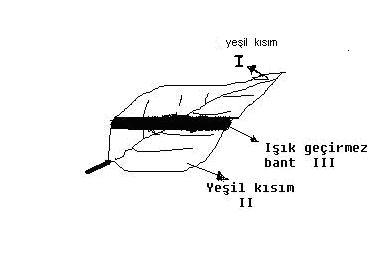 yeşil kısım
I
Işık geçirmez
bant III
Yeşil kısım
II